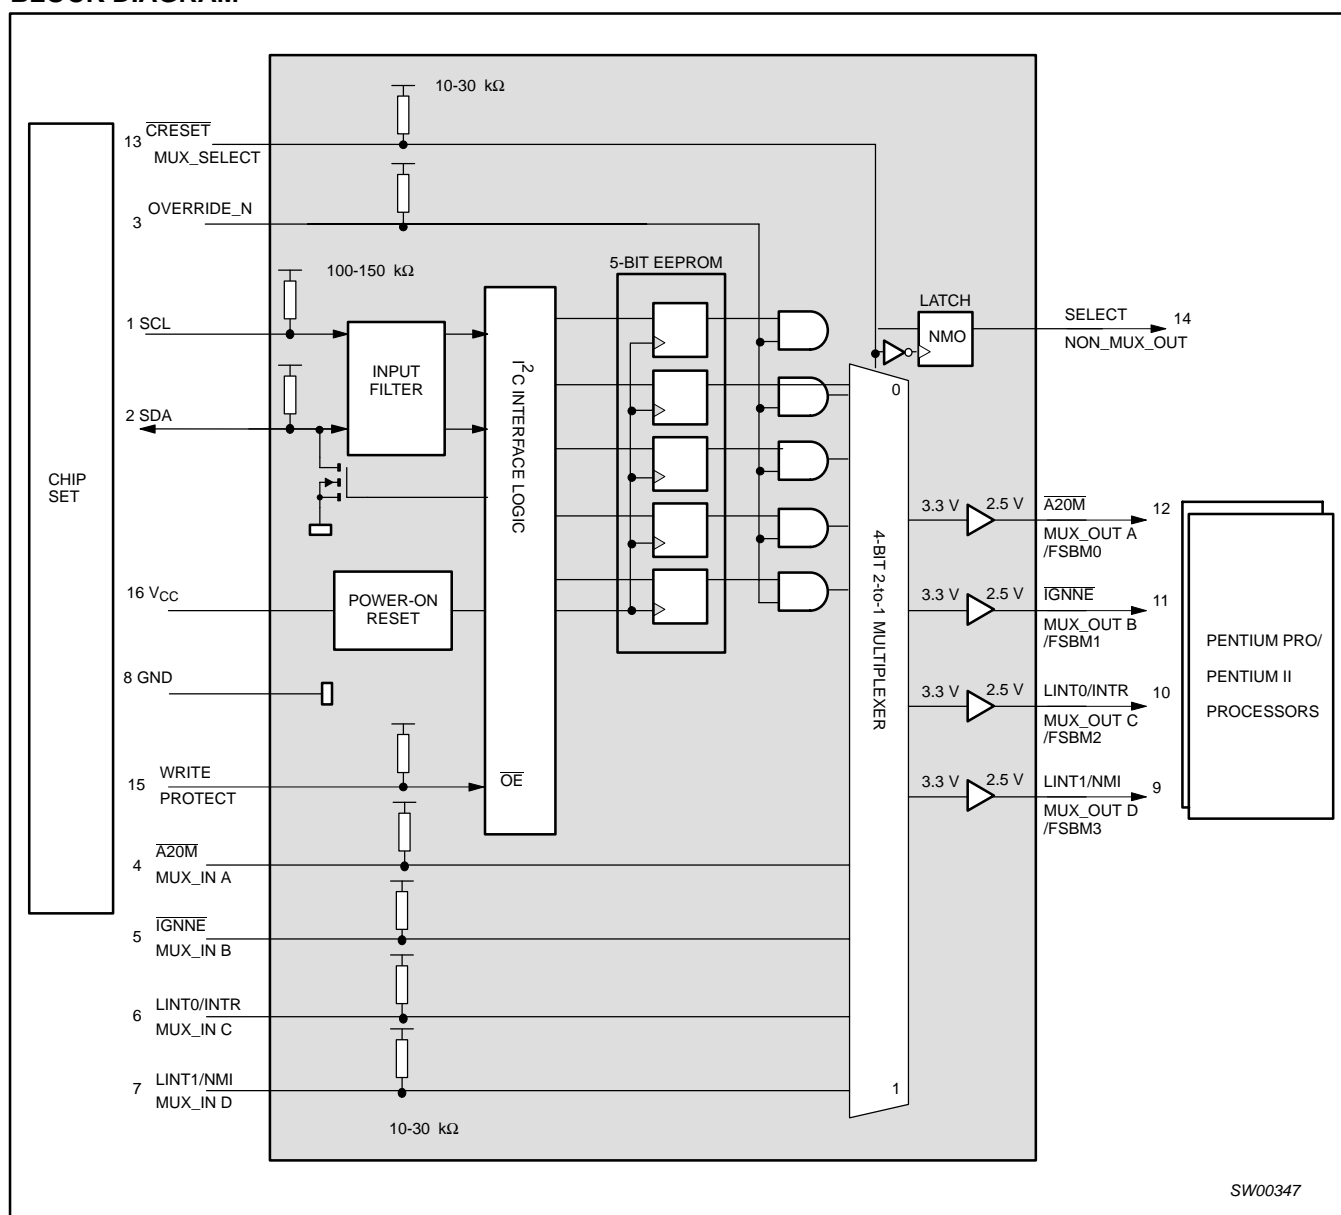 BLOCK DIAGRAM
10-30 kΩ
13 CRESET
MUX_SELECT
3 OVERRIDE_N
100-150 kΩ
5-BIT EEPROM
1 SCL
INPUT
FILTER
2 SDA
I2C INTERFACE LOGIC
LATCH
NMO
SELECT
14
NON_MUX_OUT
0
CHIP
SET
4-BIT 2-to-1 MULTIPLEXER
3.3 V 2.5 V A20M 12
MUX_OUT A
/FSBM0
16 VCC
POWER-ON
RESET
3.3 V 2.5 V IGNNE 11
MUX_OUT B
/FSBM1
PENTIUM PRO/
PENTIUM II
PROCESSORS
8 GND
3.3 V 2.5 V LINT0/INTR 10
MUX_OUT C
/FSBM2
15 WRITE
PROTECT
OE
3.3 V 2.5 V LINT1/NMI 9
MUX_OUT D
/FSBM3
4 A20M
MUX_IN A
5 IGNNE
MUX_IN B
6 LINT0/INTR
MUX_IN C
7 LINT1/NMI
MUX_IN D
1
10-30 kΩ
SW00347